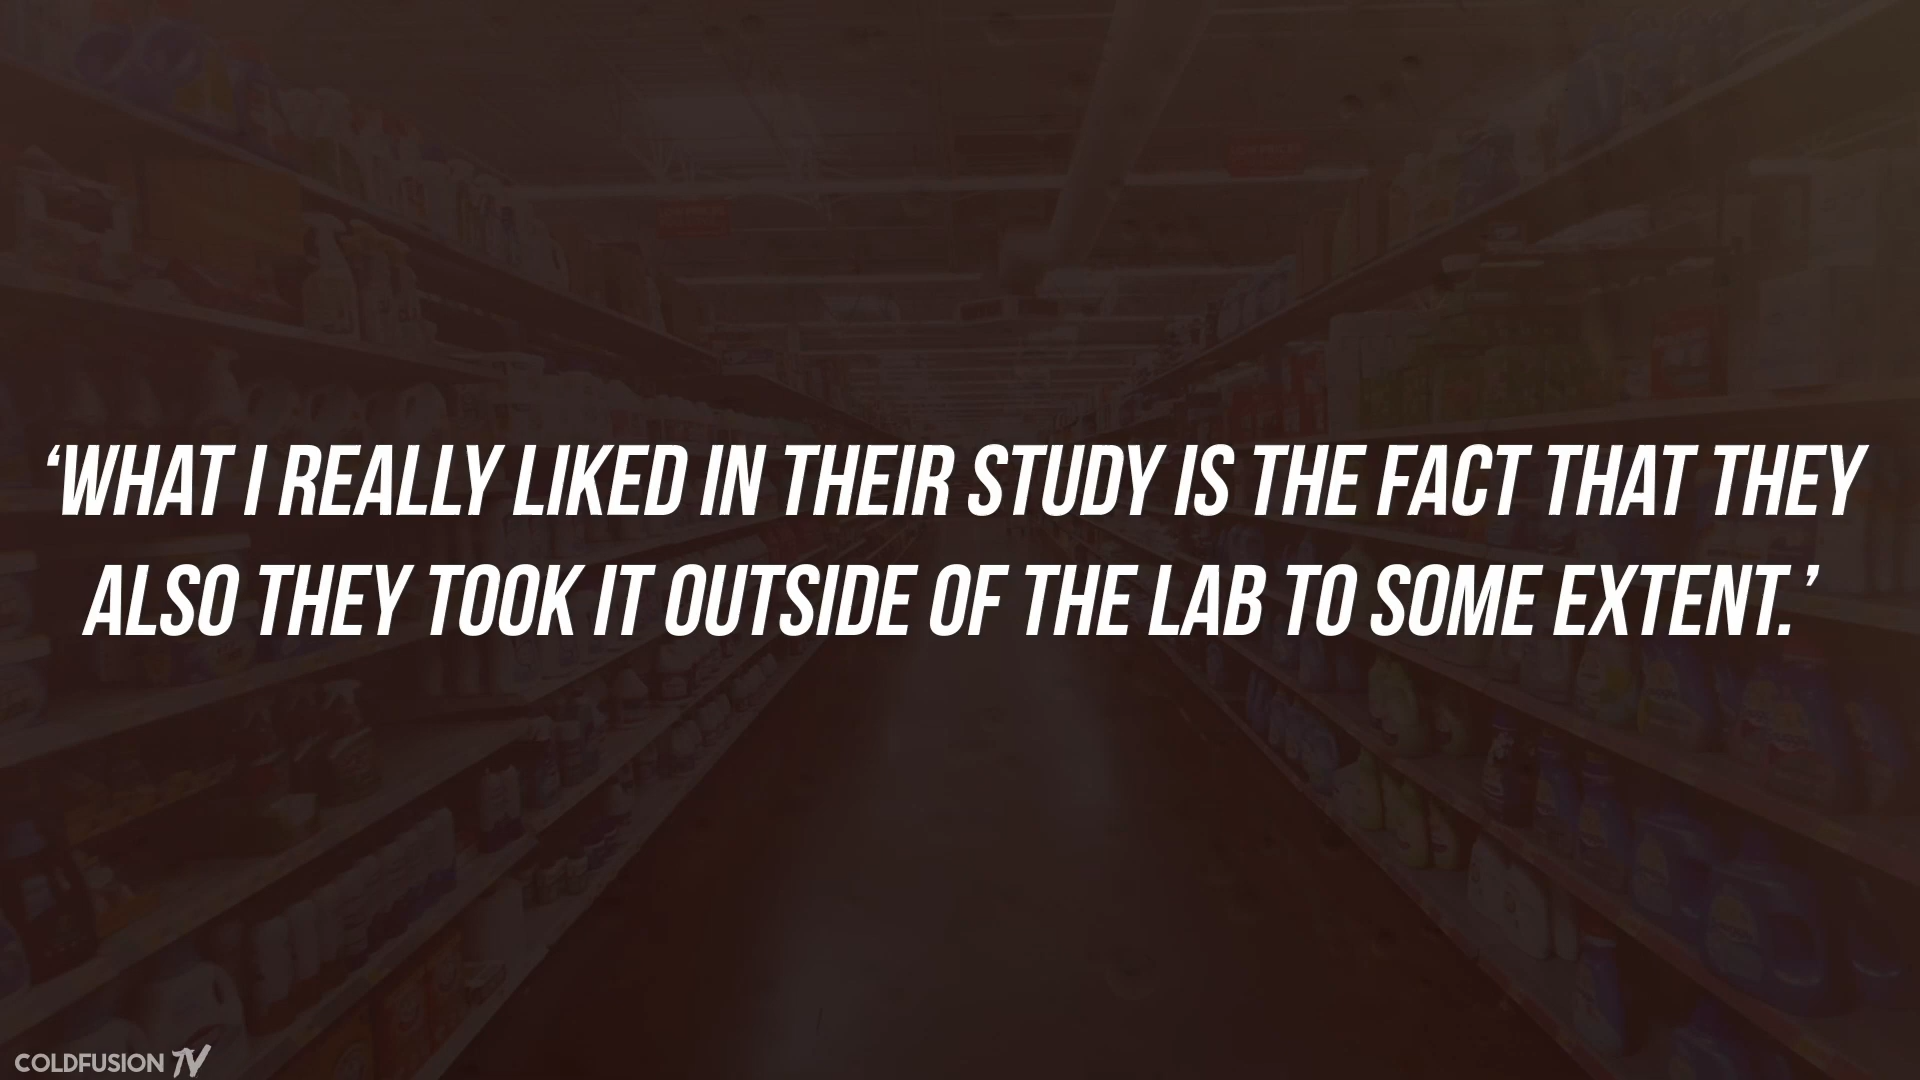 ‘WHAT I REALLY LIKED IN THEIR STUDY IS THE FACT THAT THEY
ALSO THEY TOOK IT OUTSIDE OF THE LAB TO SOME EXTENT.’
COLDFUSION TV